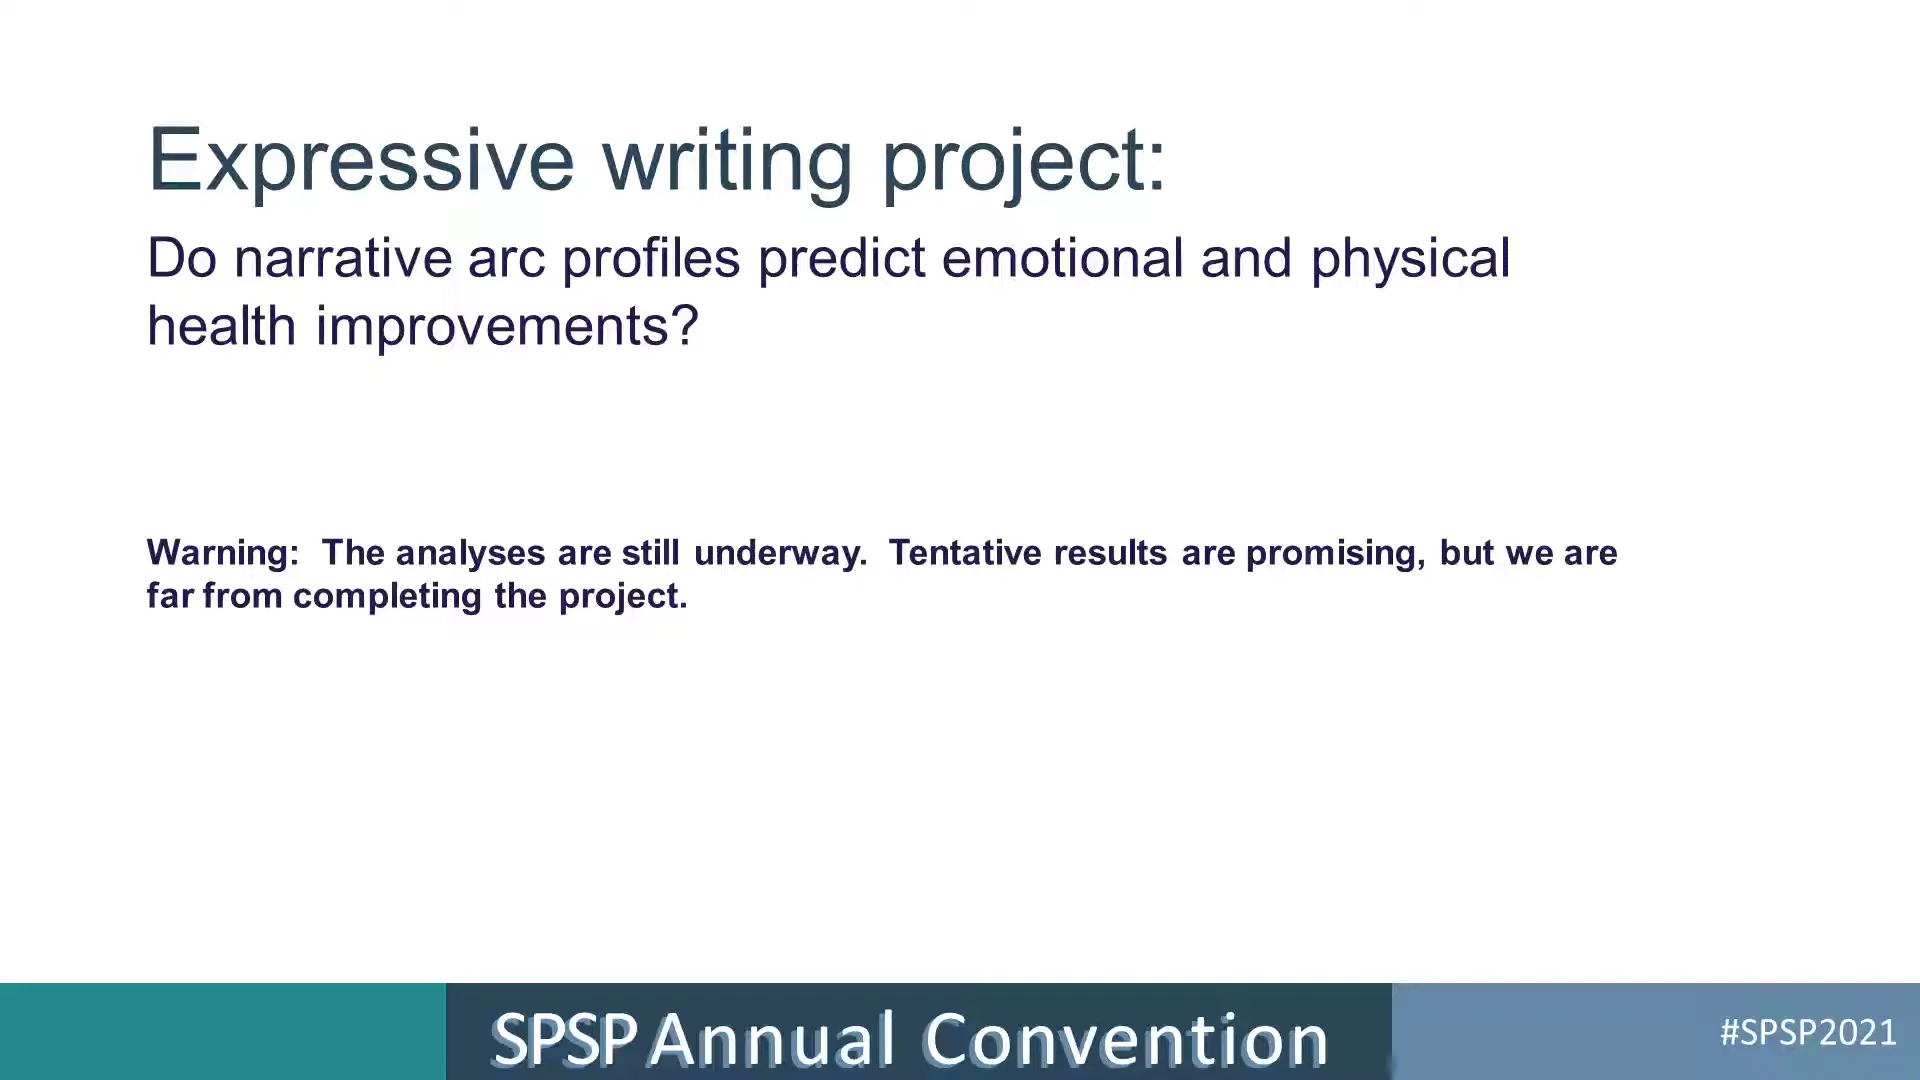 Expressive writing project:
Do narrative arc profiles predict emotional and physical
health improvements?
Warning:  The analyses are still underway.  Tentative results are promising, but we are
far from completing the project.
SPSP Annual Convention
#SPSP2021